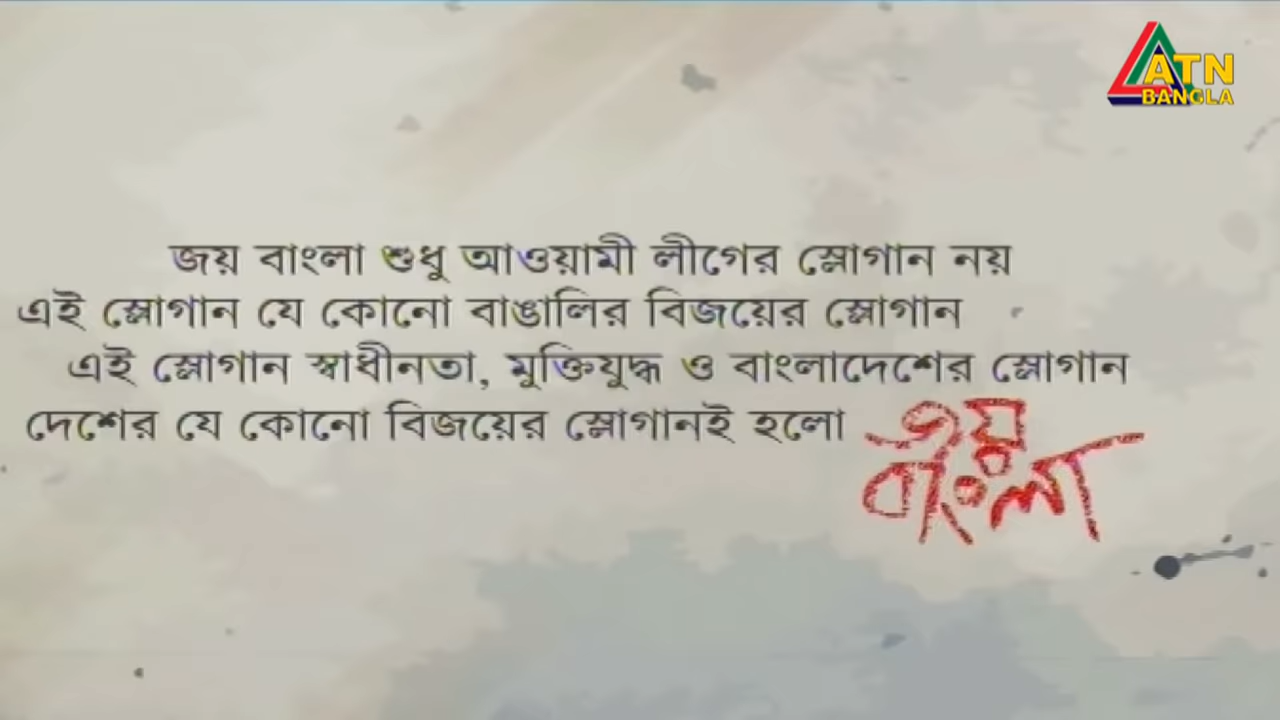 ATN
BANGLA
জয় বাংলা শুধু আওয়ামী লীগের স্লোগান নয়
এই স্লোগান যে কোনো বাঙালির বিজয়ের স্লোগান
এই স্লোগান স্বাধীনতা, মুক্তিযুদ্ধ ও বাংলাদেশের স্লোগান
দেশের যে কোনো বিজয়ের স্লোগানই হলো জয়
বাংলা